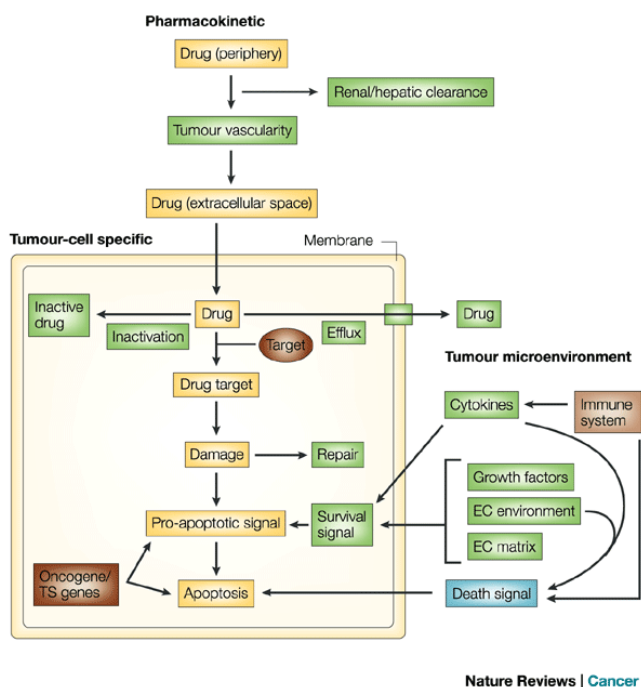 Pharmacokinetic
Drug (periphery)
Renal/hepatic clearance
Tumour vascularity
Drug (extracellular space)
Tumour-cell specific
Membrane
Inactive
drug
Inactivation
Drug
Efflux
Drug
Target
Tumour microenvironment
Drug target
Cytokines
Immune
system
Damage
Repair
Growth factors
Pro-apoptotic signal
Survival
signal
EC environment
EC matrix
Oncogene/
TS genes
Apoptosis
Death signal
Nature Reviews | Cancer